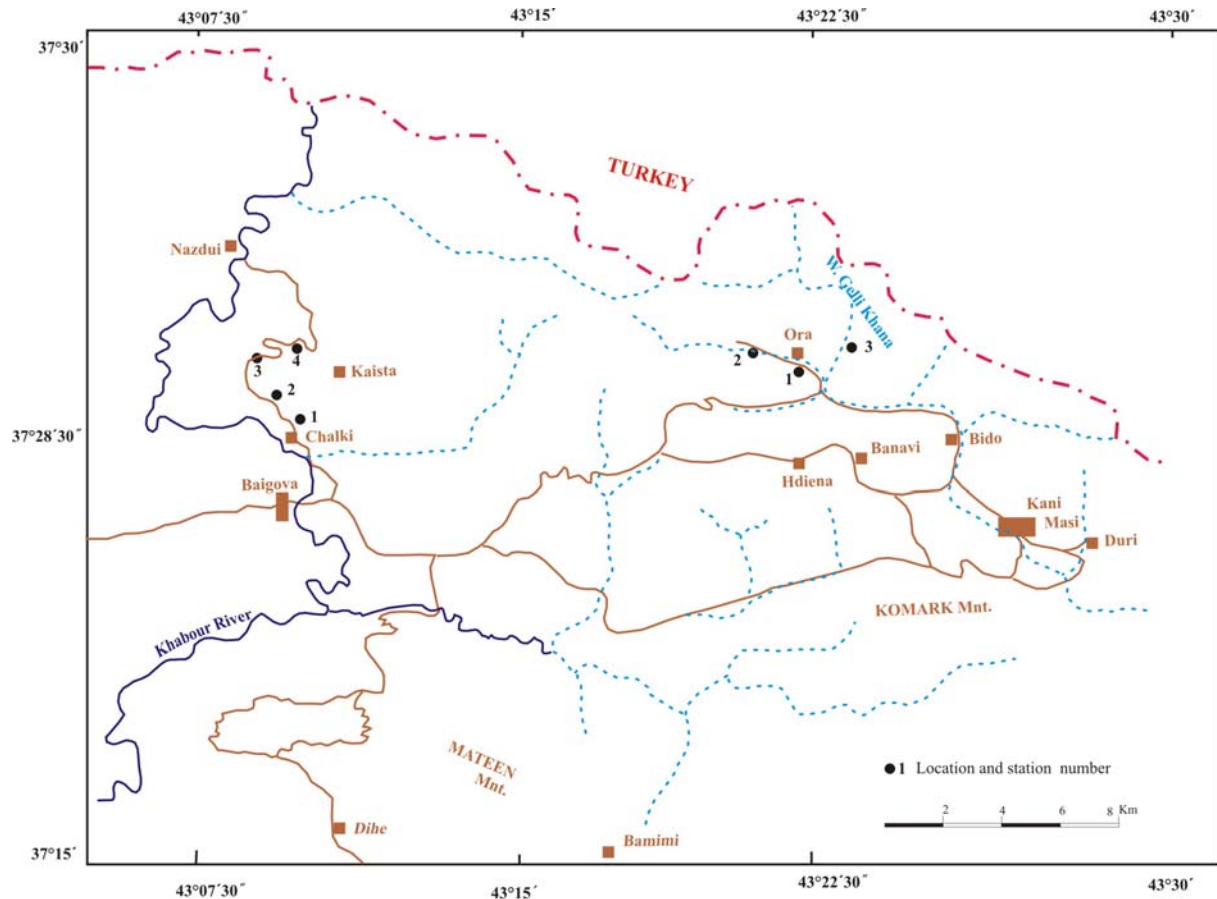 43°07′30″
43°15′
43°22′30″
43°30′
37°30′
TURKEY
Nazdui
W. Gelli Khana
Ora
2
3
4
3
1
Kaista
2
1
37°28′30″
Chalki
Bido
Banavi
Baigova
Hdiena
Kani
Masi
Duri
KOMARK Mnt.
Khabour River
MATEEN
Mnt.
1 Location and station number
2
4
6
8 Km
Dihe
Bamimi
37°15′
43°07′30″
43°15′
43°22′30″
43°30′